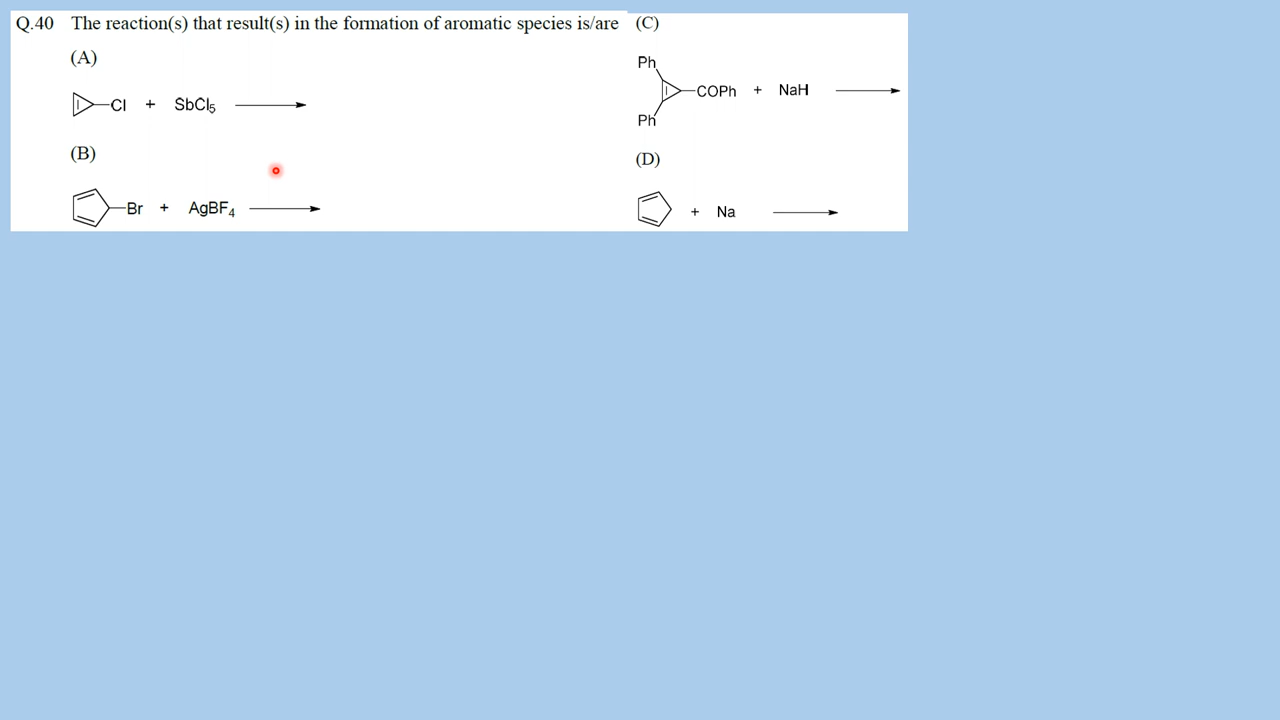 Q.40 The reaction(s) that result(s) in the formation of aromatic species is/are
(A)
Cl + SbCl5
(B)
Br + AgBF4
(C)
Ph
COPh + NaH
Ph
(D)
+ Na